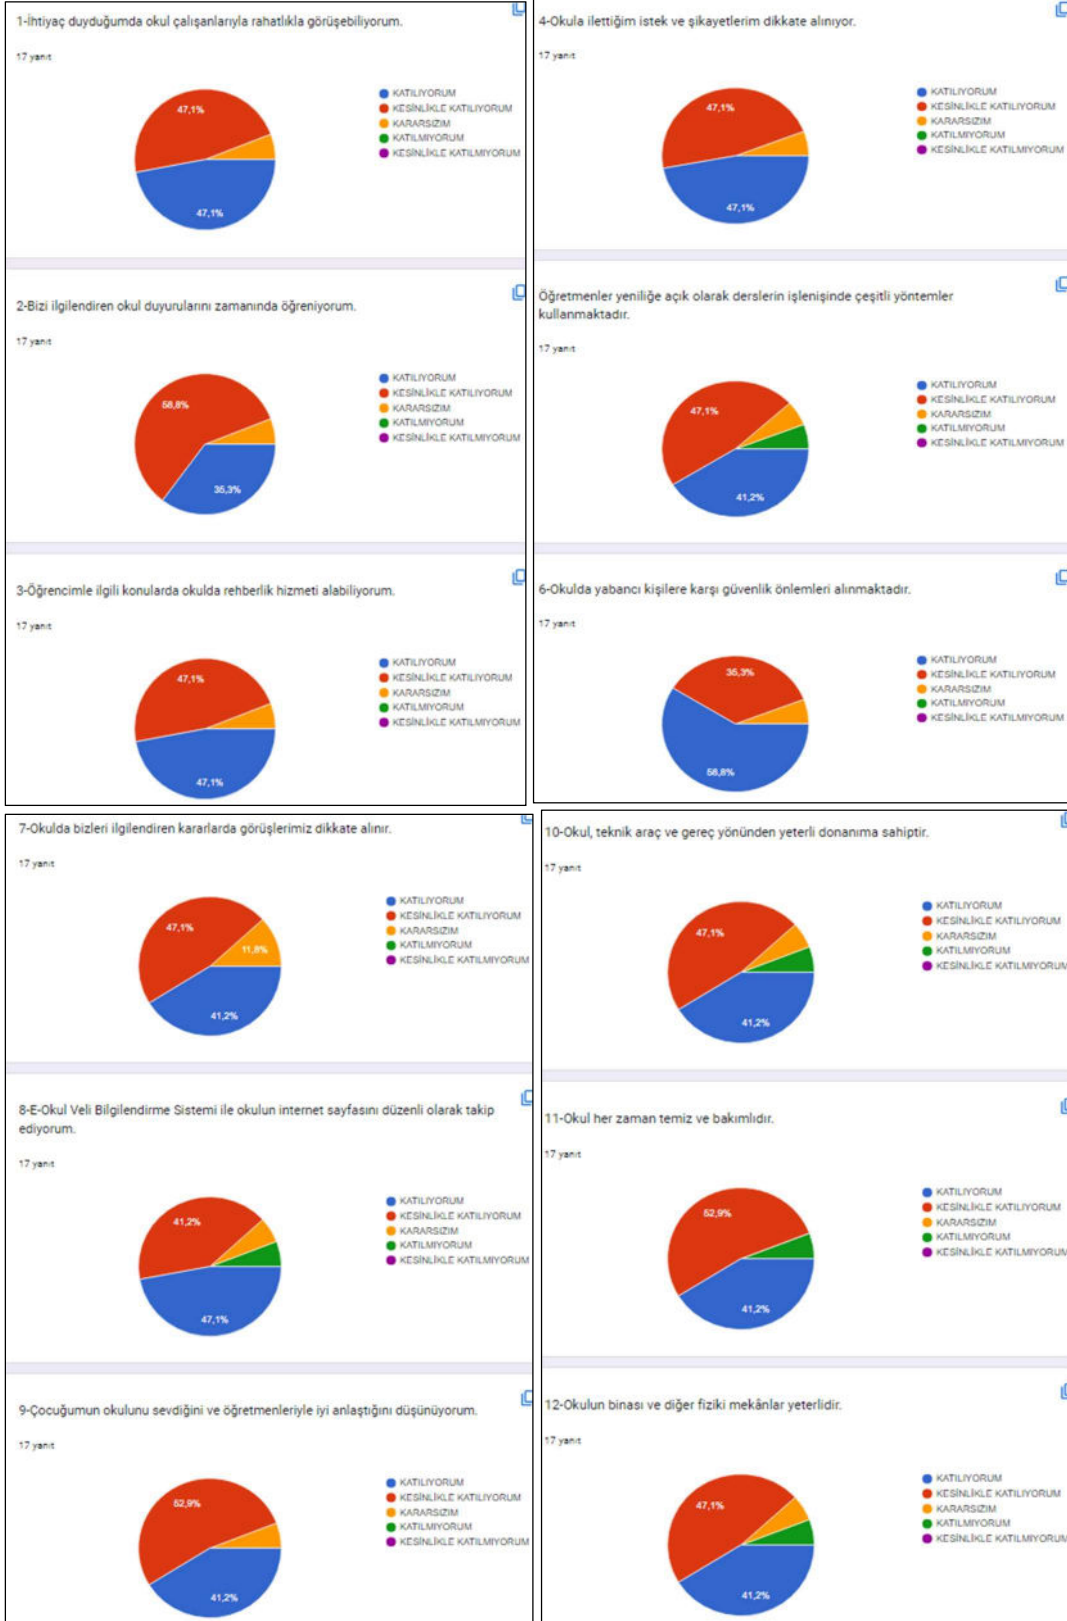 1-İhtiyaç duyduğumda okul çalışanlarıyla rahatlıkla görüşebiliyorum.
17 yanıt
47,1%
47,1%
KATILIYORUM
KESİNLİKLE KATILIYORUM
KARARSIZIM
KATILMIYORUM
KESİNLİKLE KATILMIYORUM
2-Bizi ilgilendiren okul duyurularını zamanında öğreniyorum.
17 yanıt
58,8%
35,3%
KATILIYORUM
KESİNLİKLE KATILIYORUM
KARARSIZIM
KATILMIYORUM
KESİNLİKLE KATILMIYORUM
3-Öğrencimle ilgili konularda okulda rehberlik hizmeti alabiliyorum.
17 yanıt
47,1%
47,1%
KATILIYORUM
KESİNLİKLE KATILIYORUM
KARARSIZIM
KATILMIYORUM
KESİNLİKLE KATILMIYORUM
4-Okula ilettiğim istek ve şikayetlerim dikkate alınıyor.
17 yanıt
47,1%
47,1%
KATILIYORUM
KESİNLİKLE KATILIYORUM
KARARSIZIM
KATILMIYORUM
KESİNLİKLE KATILMIYORUM
Öğretmenler yeniliğe açık olarak derslerin işlenişinde çeşitli yöntemler
kullanmaktadır.
17 yanıt
47,1%
41,2%
KATILIYORUM
KESİNLİKLE KATILIYORUM
KARARSIZIM
KATILMIYORUM
KESİNLİKLE KATILMIYORUM
6-Okulda yabancı kişilere karşı güvenlik önlemleri alınmaktadır.
17 yanıt
35,3%
58,8%
KATILIYORUM
KESİNLİKLE KATILIYORUM
KARARSIZIM
KATILMIYORUM
KESİNLİKLE KATILMIYORUM
7-Okulda bizleri ilgilendiren kararlarda görüşlerimiz dikkate alınır.
17 yanıt
47,1%
11,8%
41,2%
KATILIYORUM
KESİNLİKLE KATILIYORUM
KARARSIZIM
KATILMIYORUM
KESİNLİKLE KATILMIYORUM
8-E-Okul Veli Bilgilendirme Sistemi ile okulun internet sayfasını düzenli olarak takip
ediyorum.
17 yanıt
41,2%
47,1%
KATILIYORUM
KESİNLİKLE KATILIYORUM
KARARSIZIM
KATILMIYORUM
KESİNLİKLE KATILMIYORUM
9-Çocuğumun okulunu sevdiğini ve öğretmenleriyle iyi anlaştığını düşünüyorum.
17 yanıt
52,9%
41,2%
KATILIYORUM
KESİNLİKLE KATILIYORUM
KARARSIZIM
KATILMIYORUM
KESİNLİKLE KATILMIYORUM
10-Okul, teknik araç ve gereç yönünden yeterli donanıma sahiptir.
17 yanıt
47,1%
41,2%
KATILIYORUM
KESİNLİKLE KATILIYORUM
KARARSIZIM
KATILMIYORUM
KESİNLİKLE KATILMIYORUM
11-Okul her zaman temiz ve bakımlıdır.
17 yanıt
52,9%
41,2%
KATILIYORUM
KESİNLİKLE KATILIYORUM
KARARSIZIM
KATILMIYORUM
KESİNLİKLE KATILMIYORUM
12-Okulun binası ve diğer fiziki mekânlar yeterlidir.
17 yanıt
47,1%
41,2%
KATILIYORUM
KESİNLİKLE KATILIYORUM
KARARSIZIM
KATILMIYORUM
KESİNLİKLE KATILMIYORUM